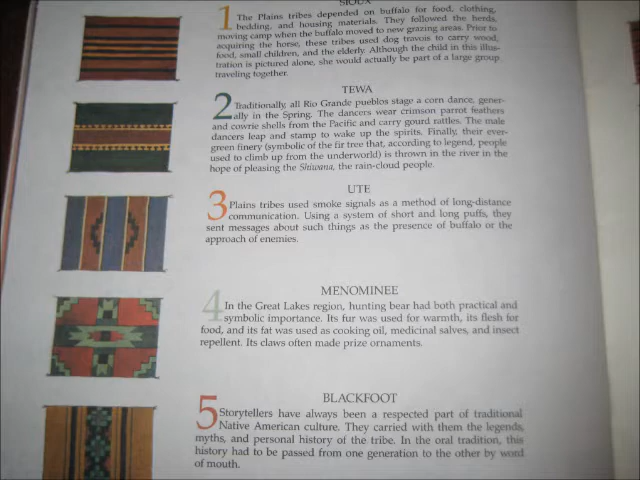 SIOUX
1 The Plains tribes depended on buffalo for food, clothing,
bedding, and housing materials. They followed the herds,
moving camp when the buffalo moved to new grazing areas. Prior to
acquiring the horse, these tribes used dog travois to carry wood,
food, small children, and the elderly. Although the child in this illus-
tration is pictured alone, she would actually be part of a large group
traveling together.
TEWA
2 Traditionally, all Rio Grande pueblos stage a corn dance, gener-
ally in the Spring. The dancers wear crimson parrot feathers
and cowrie shells from the Pacific and carry gourd rattles. The male
dancers leap and stamp to wake up the spirits. Finally, their ever-
green finery (symbolic of the fir tree that, according to legend, people
used to climb up from the underworld) is thrown in the river in the
hope of pleasing the Shiwana, the rain-cloud people.
UTE
3 Plains tribes used smoke signals as a method of long-distance
communication. Using a system of short and long puffs, they
sent messages about such things as the presence of buffalo or the
approach of enemies.
MENOMINEE
4 In the Great Lakes region, hunting bear had both practical and
symbolic importance. Its fur was used for warmth, its flesh for
food, and its fat was used as cooking oil, medicinal salves, and insect
repellent. Its claws often made prize ornaments.
BLACKFOOT
5 Storytellers have always been a respected part of traditional
Native American culture. They carried with them the legends,
myths, and personal history of the tribe. In the oral tradition, this
history had to be passed from one generation to the other by word
of mouth.